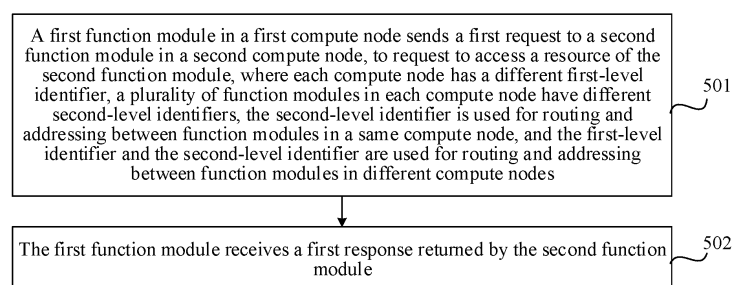 A first function module in a first compute node sends a first request to a second
function module in a second compute node, to request to access a resource of the
second function module, where each compute node has a different first-level
identifier, a plurality of function modules in each compute node have different
second-level identifiers, the second-level identifier is used for routing and
addressing between function modules in a same compute node, and the first-level
identifier and the second-level identifier are used for routing and addressing
between function modules in different compute nodes
501
The first function module receives a first response returned by the second function
module
502